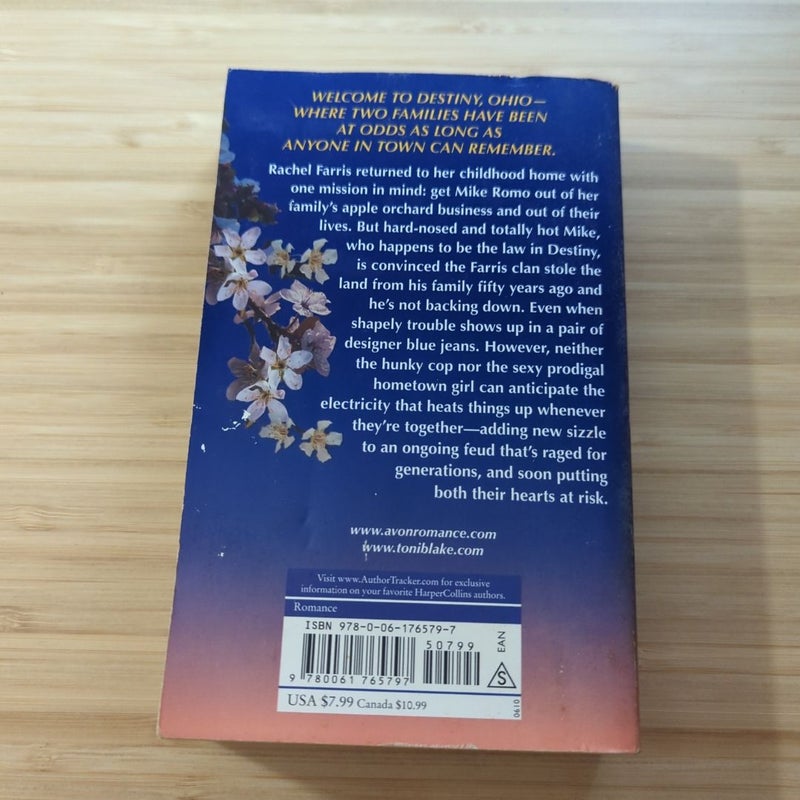 WELCOME TO DESTINY, OHIO—
WHERE TWO FAMILIES HAVE BEEN
AT ODDS AS LONG AS
ANYONE IN TOWN CAN REMEMBER.
Rachel Farris returned to her childhood home with
one mission in mind: get Mike Romo out of her
family's apple orchard business and out of their
lives. But hard-nosed and totally hot Mike,
who happens to be the law in Destiny,
is convinced the Farris clan stole the
land from his family fifty years ago and
he's not backing down. Even when
shapely trouble shows up in a pair of
designer blue jeans. However, neither
the hunky cop nor the sexy prodigal
hometown girl can anticipate the
electricity that heats things up whenever
they're together—adding new sizzle
to an ongoing feud that's raged for
generations, and soon putting
both their hearts at risk.
www.avonromance.com
www.toniblake.com
Visit www.AuthorTracker.com for exclusive
information on your favorite HarperCollins authors.
Romance
ISBN 978-0-06-176579-7
50799
EAN
9 780061 765797
S
USA $7.99 Canada $10.99
0610